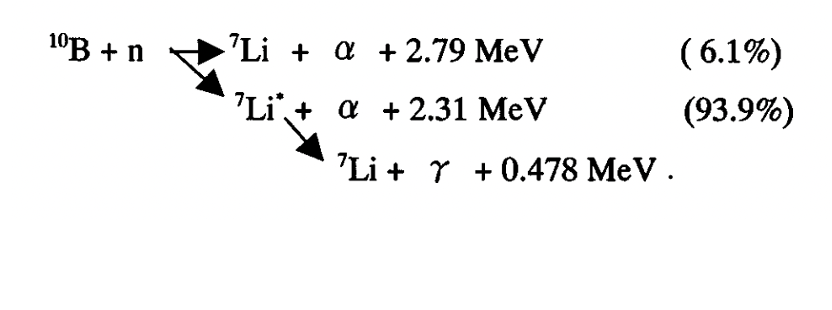 ¹⁰B + n → ⁷Li + α + 2.79 MeV ( 6.1%)
⁷Li* + α + 2.31 MeV (93.9%)
⁷Li + γ + 0.478 MeV .